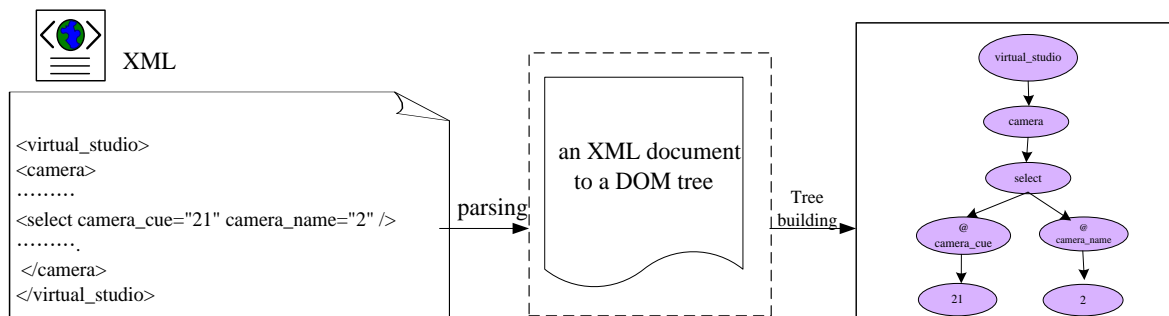 XML
<virtual_studio>
<camera>
·········
<select camera_cue="21" camera_name="2" />
·········.
</camera>
</virtual_studio>
parsing
an XML document
to a DOM tree
Tree
building
virtual_studio
camera
select
@
camera_cue
@
camera_name
21
2